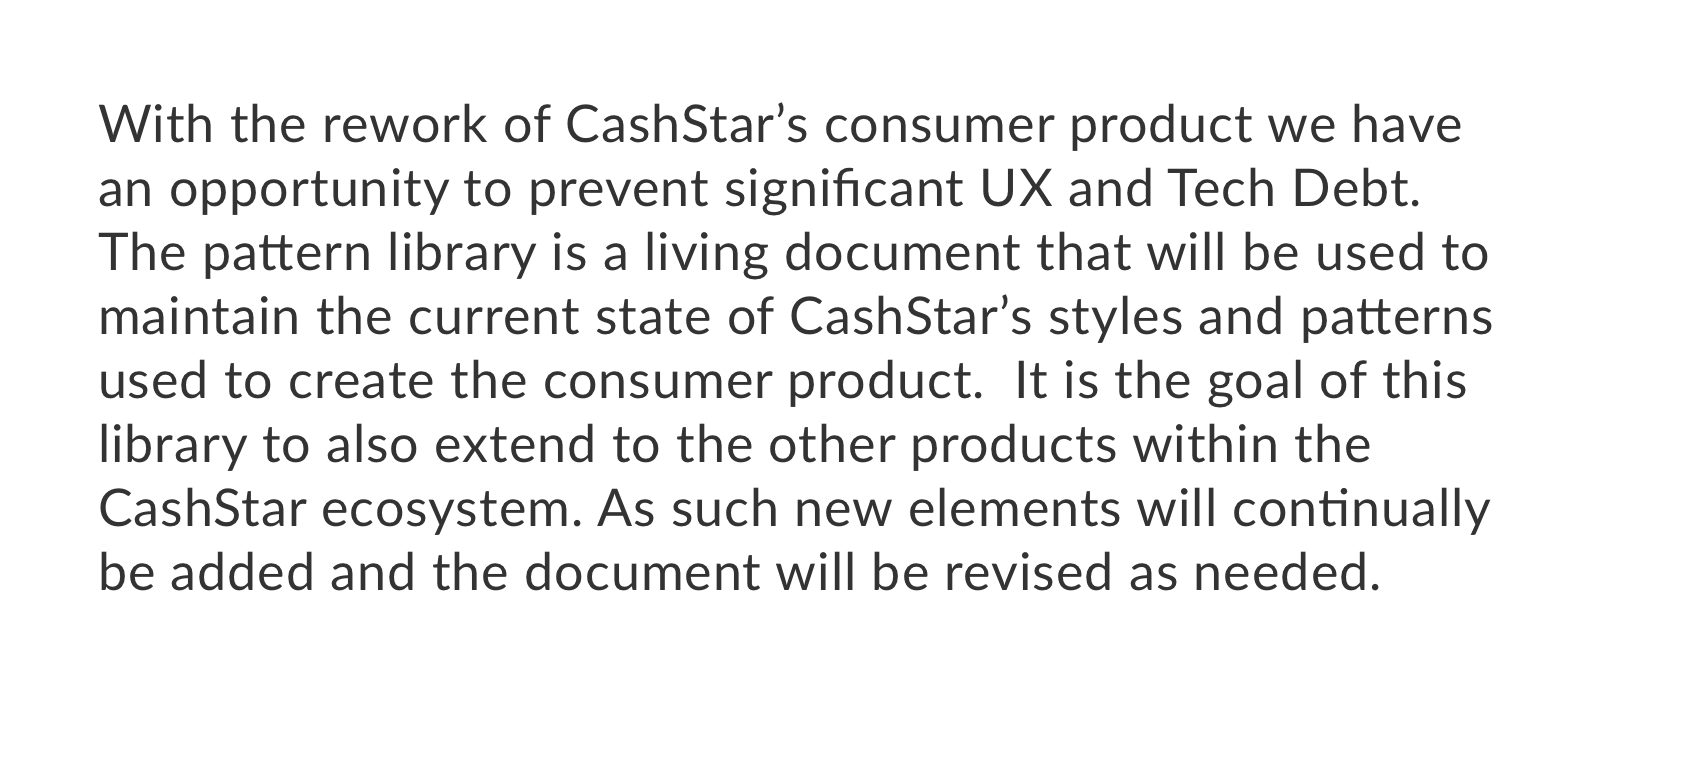 With the rework of CashStar’s consumer product we have
an opportunity to prevent significant UX and Tech Debt.
The pattern library is a living document that will be used to
maintain the current state of CashStar’s styles and patterns
used to create the consumer product.  It is the goal of this
library to also extend to the other products within the
CashStar ecosystem. As such new elements will continually
be added and the document will be revised as needed.